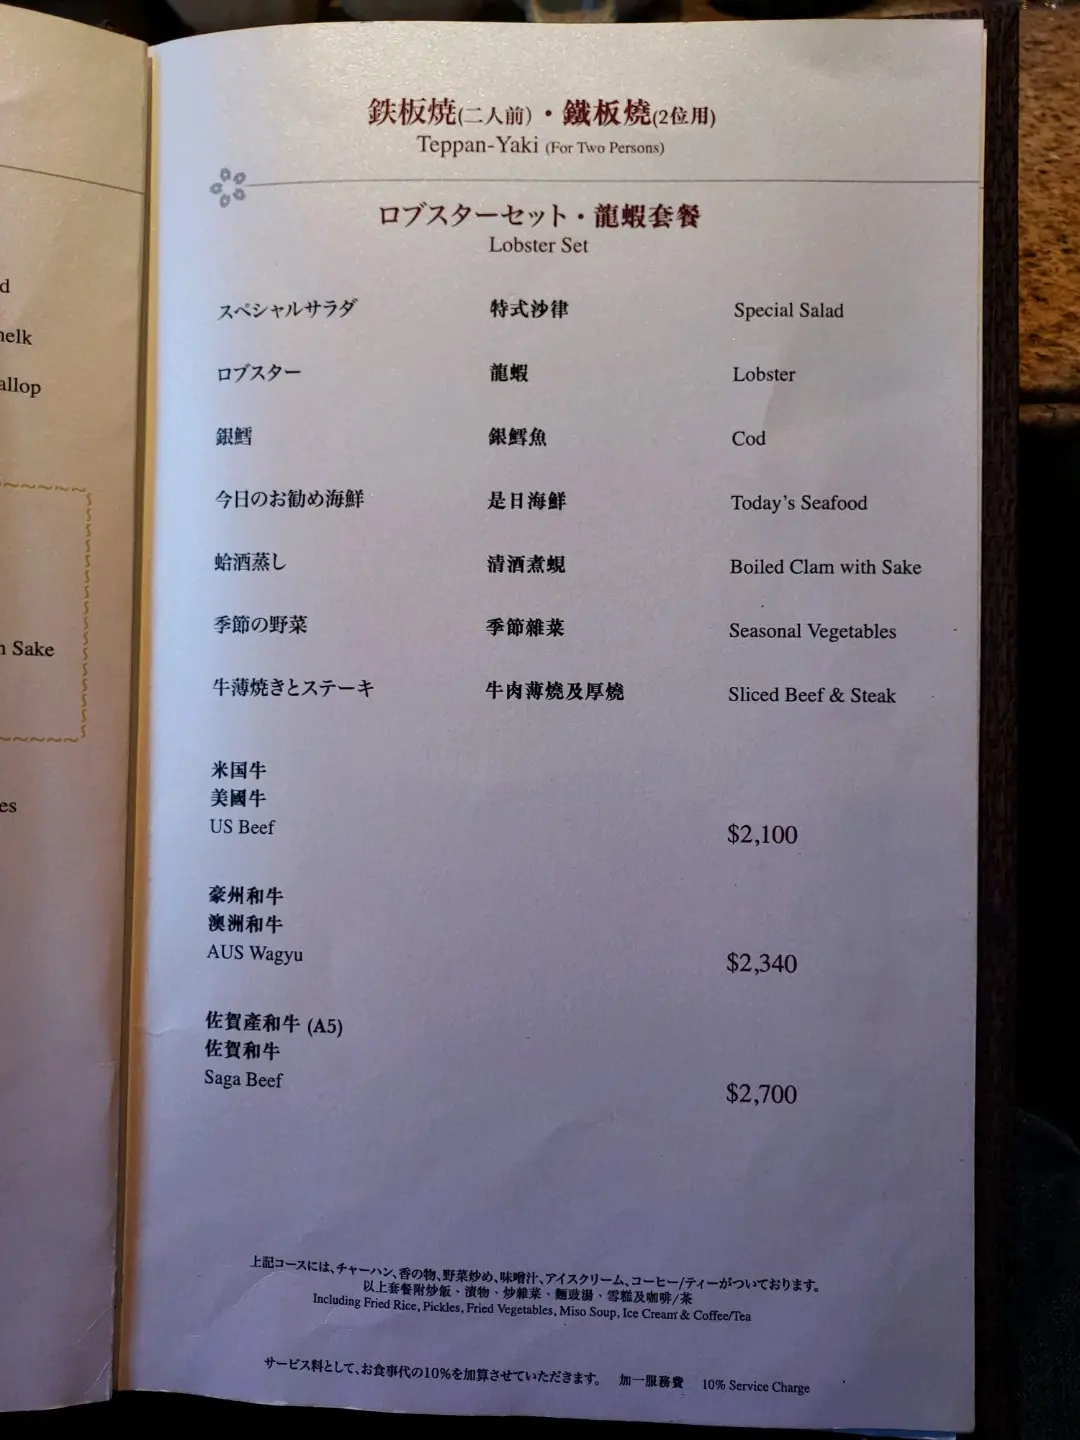 鉄板焼(二人前)・鐵板燒(2位用)
Teppan-Yaki (For Two Persons)
ロブスターセット・龍蝦套餐
Lobster Set
スペシャルサラダ 特式沙律 Special Salad
ロブスター 龍蝦 Lobster
銀鱈 銀鱈魚 Cod
今日のお勧め海鮮 是日海鮮 Today's Seafood
蛤酒蒸し 清酒煮蜆 Boiled Clam with Sake
季節の野菜 季節雜菜 Seasonal Vegetables
牛薄焼きとステーキ 牛肉薄燒及厚燒 Sliced Beef & Steak
米国牛
美國牛
US Beef $2,100
豪州和牛
澳洲和牛
AUS Wagyu $2,340
佐賀產和牛 (A5)
佐賀和牛
Saga Beef $2,700
上記コースには、チャーハン、香の物、野菜炒め、味噌汁、アイスクリーム、コーヒー/ティーがついております。
以上套餐附炒飯、漬物、炒雜菜、麵豉湯、雪糕及咖啡/茶
Including Fried Rice, Pickles, Fried Vegetables, Miso Soup, Ice Cream & Coffee/Tea
サービス料として、お食事代の10%を加算させていただきます。 加一服務費 10% Service Charge
Sake